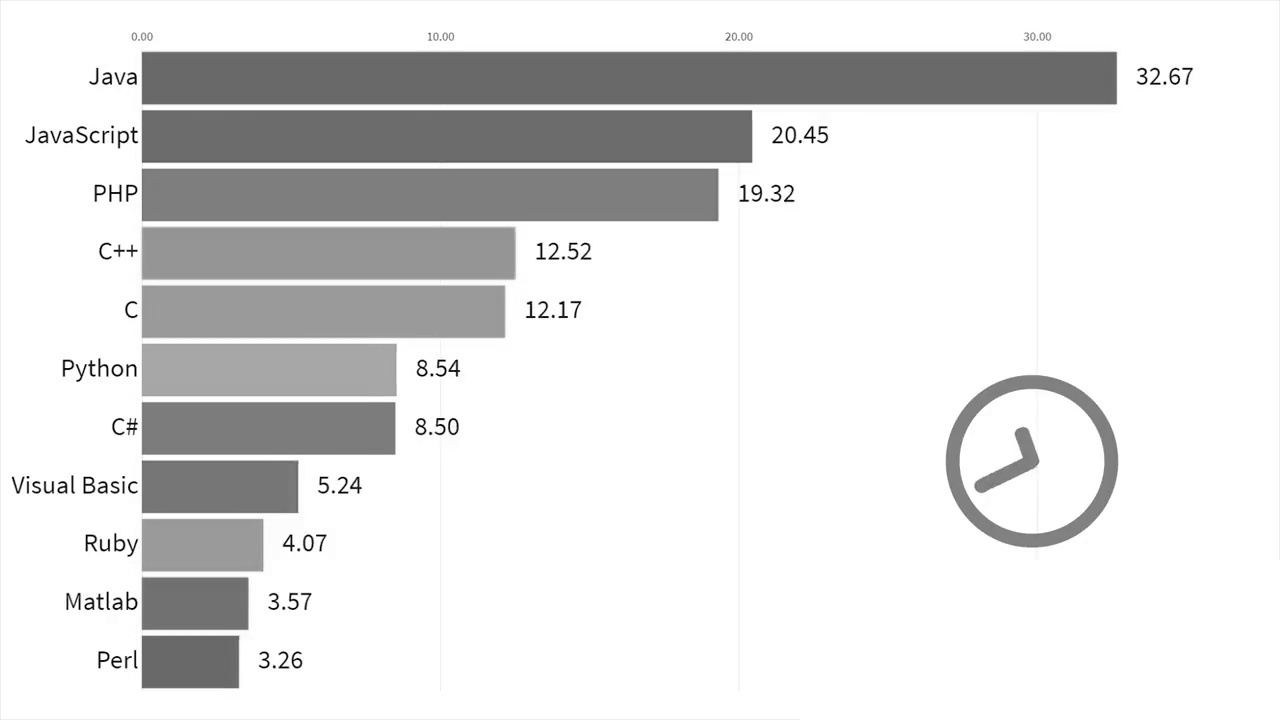 0.00 10.00 20.00 30.00
Java 32.67
JavaScript 20.45
PHP 19.32
C++ 12.52
C 12.17
Python 8.54
C# 8.50
Visual Basic 5.24
Ruby 4.07
Matlab 3.57
Perl 3.26